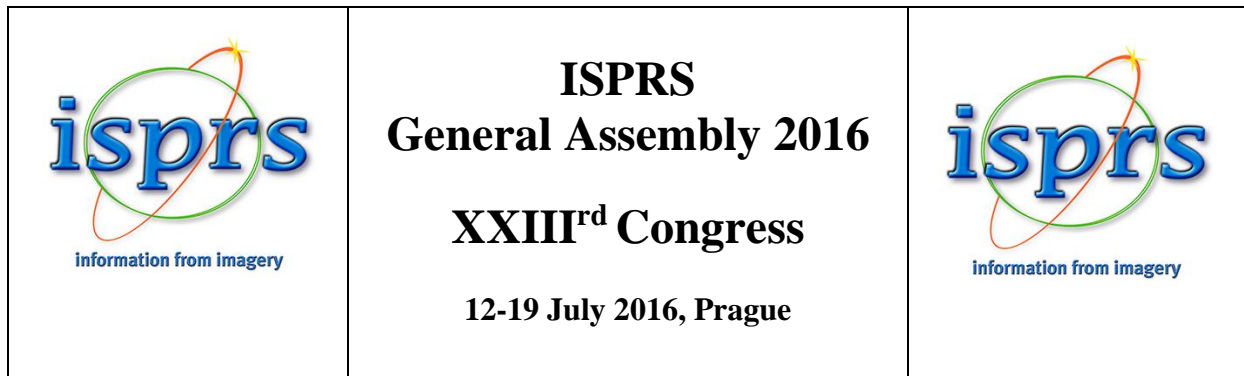 isprs
information from imagery
ISPRS
General Assembly 2016
XXIIIrd Congress
12-19 July 2016, Prague
isprs
information from imagery